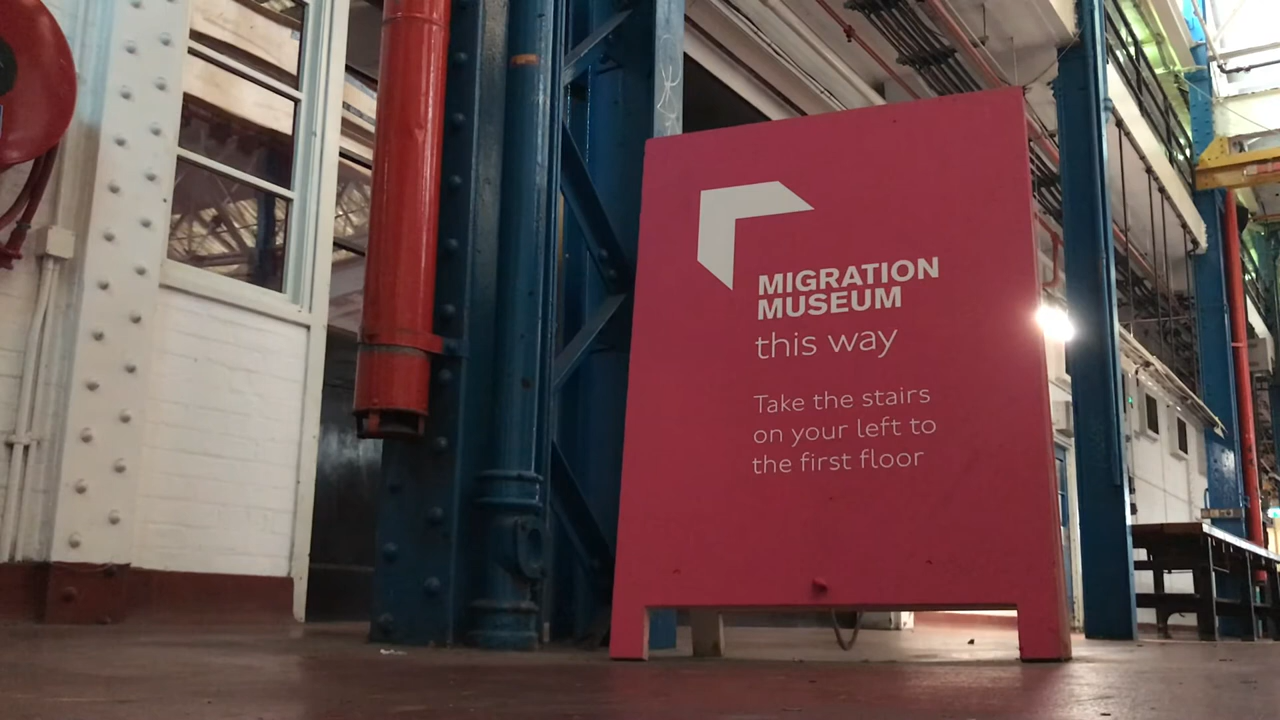 MIGRATION
MUSEUM
this way
Take the stairs
on your left to
the first floor